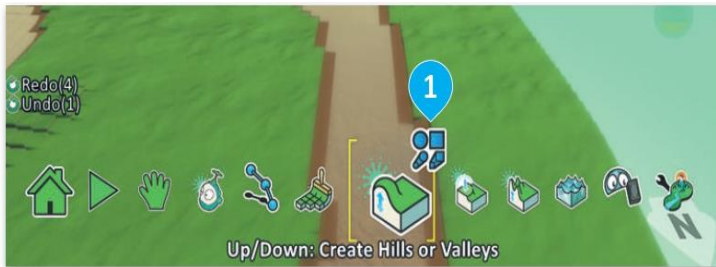 1
Redo(4)
Undo(1)
Up/Down: Create Hills or Valleys
N